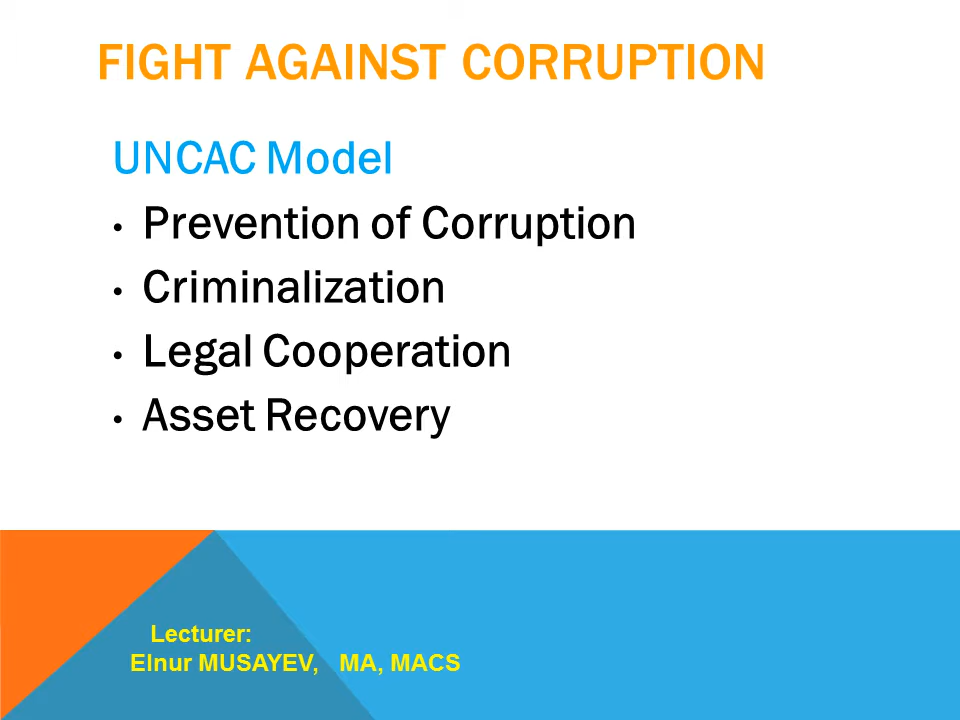 FIGHT AGAINST CORRUPTION
UNCAC Model
• Prevention of Corruption
• Criminalization
• Legal Cooperation
• Asset Recovery
Lecturer:
Elnur MUSAYEV, MA, MACS